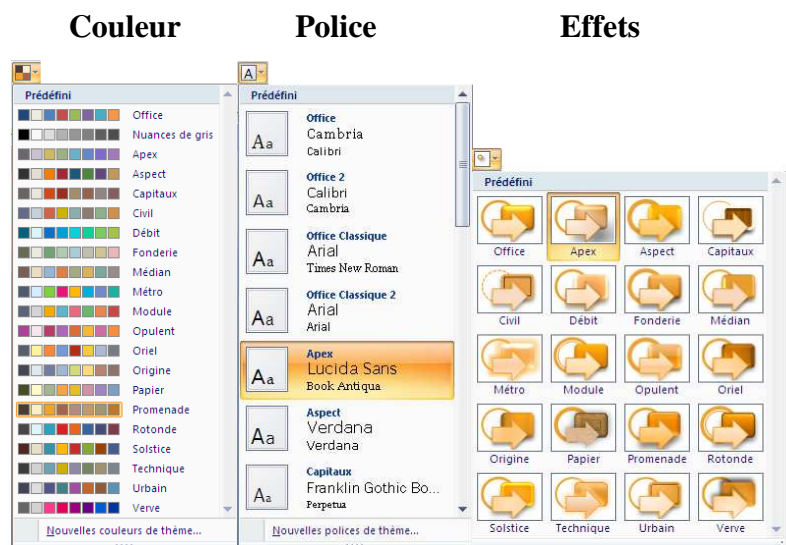 Couleur
Police
Effets
Prédéfini
Office
Nuances de gris
Apex
Aspect
Capitaux
Civil
Débit
Fonderie
Médian
Métro
Module
Opulent
Oriel
Origine
Papier
Promenade
Rotonde
Solstice
Technique
Urbain
Verve
Nouvelles couleurs de thème...
A
Prédéfini
Aa
Office
Cambria
Calibri
Aa
Office 2
Calibri
Cambria
Aa
Office Classique
Arial
Times New Roman
Aa
Office Classique 2
Arial
Arial
Aa
Apex
Lucida Sans
Book Antiqua
Aa
Aspect
Verdana
Verdana
Aa
Capitaux
Franklin Gothic Bo...
Perpetua
Nouvelles polices de thème...
Prédéfini
Office Apex Aspect Capitaux
Civil Débit Fonderie Médian
Métro Module Opulent Oriel
Origine Papier Promenade Rotonde
Solstice Technique Urbain Verve